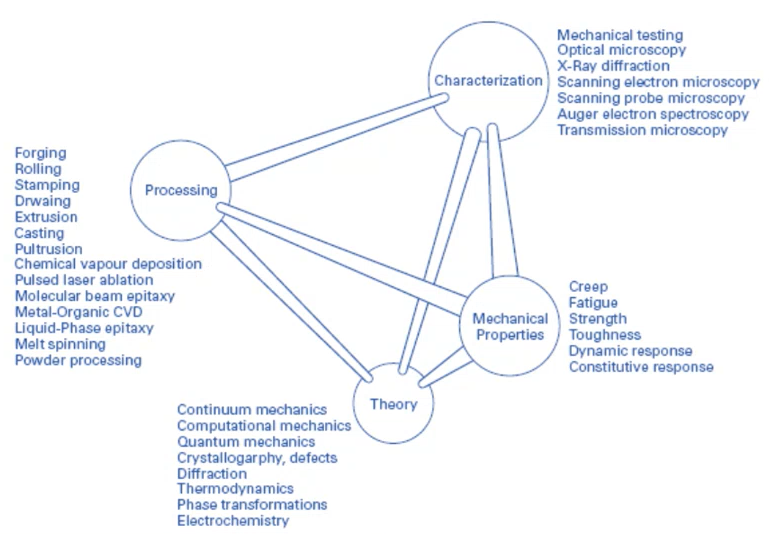 Characterization
Mechanical testing
Optical microscopy
X-Ray diffraction
Scanning electron microscopy
Scanning probe microscopy
Auger electron spectroscopy
Transmission microscopy
Processing
Forging
Rolling
Stamping
Drwaing
Extrusion
Casting
Pultrusion
Chemical vapour deposition
Pulsed laser ablation
Molecular beam epitaxy
Metal-Organic CVD
Liquid-Phase epitaxy
Melt spinning
Powder processing
Mechanical
Properties
Creep
Fatigue
Strength
Toughness
Dynamic response
Constitutive response
Theory
Continuum mechanics
Computational mechanics
Quantum mechanics
Crystallogarphy, defects
Diffraction
Thermodynamics
Phase transformations
Electrochemistry